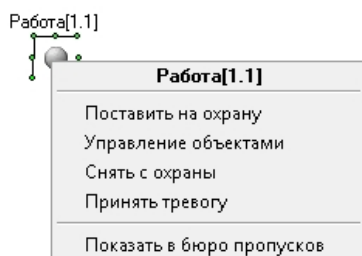 Работа[1.1]
Работа[1.1]
Поставить на охрану
Управление объектами
Снять с охраны
Принять тревогу
Показать в бюро пропусков